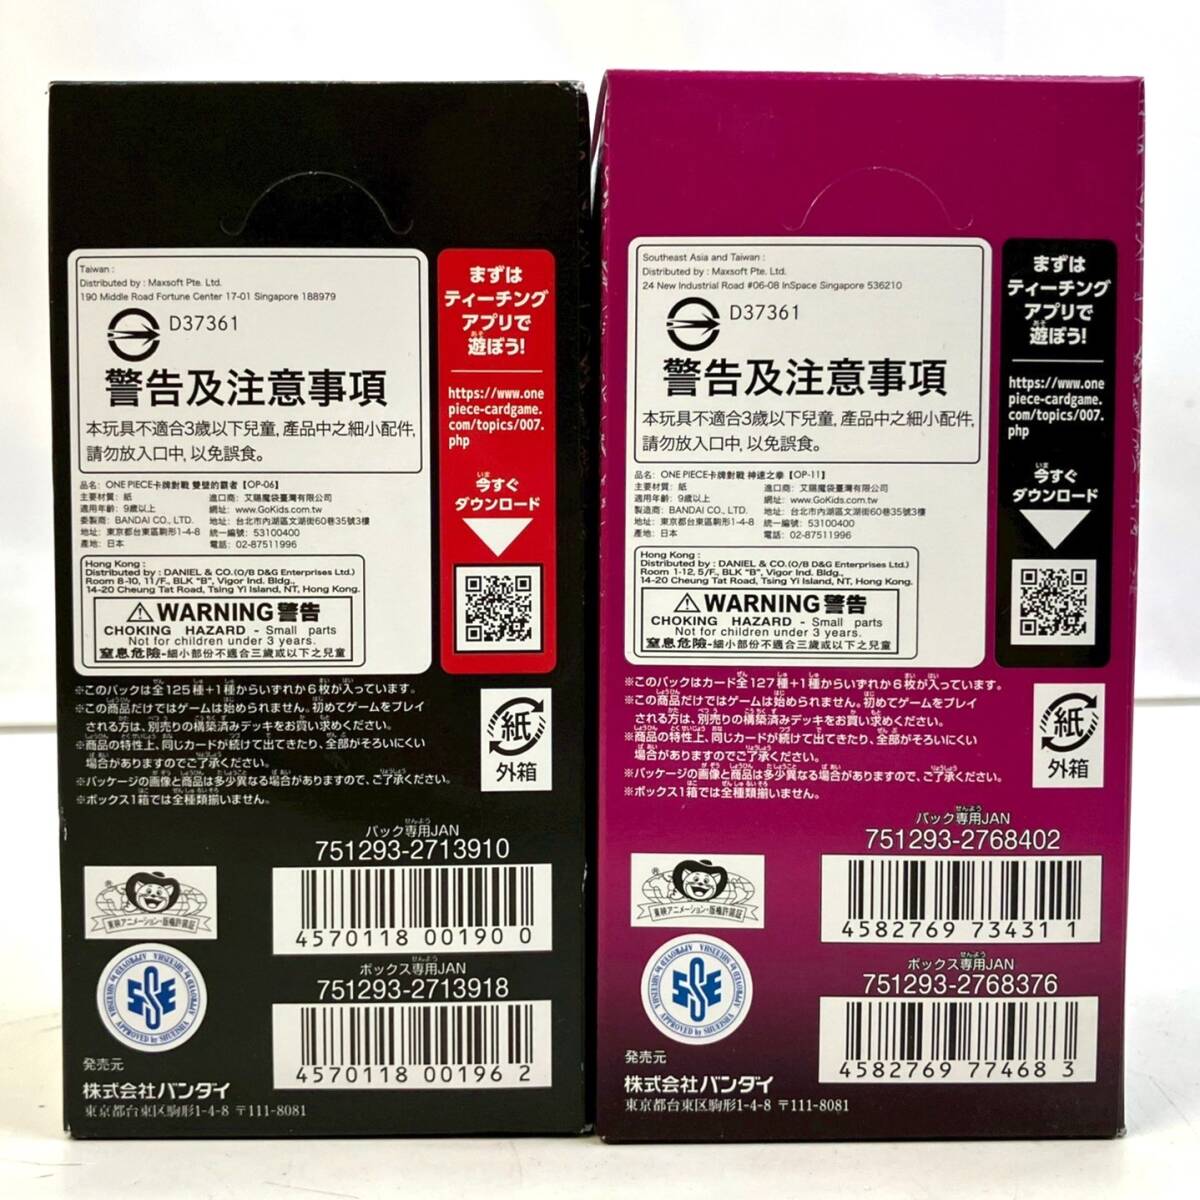 Taiwan :
Distributed by : Maxsoft Pte. Ltd.
190 Middle Road Fortune Center 17-01 Singapore 188979
D37361
警告及注意事項
本玩具不適合3歲以下兒童, 產品中之細小配件,
請勿放入口中, 以免誤食。
品名: ONE PIECE卡牌對戰 雙璧的霸者【OP-06】
主要材質: 紙 進口商: 艾賜魔袋臺灣有限公司
適用年齡: 9歲以上 網址: www.GoKids.com.tw
委製商: BANDAI CO., LTD. 地址: 台北市內湖區文湖街60巷35號3樓
地址: 東京都台東區駒形1-4-8 統一編號: 53100400
產地: 日本 電話: 02-87511996
Hong Kong :
Distributed by : DANIEL & CO.(O/B D&G Enterprises Ltd.)
Room 8-10, 11/F., BLK "B", Vigor Ind. Bldg.,
14-20 Cheung Tat Road, Tsing Yi Island, NT, Hong Kong.
WARNING 警告
CHOKING HAZARD - Small parts
Not for children under 3 years.
窒息危險-細小部份不適合三歲或以下之兒童
まずは
ティーチング
アプリで
遊ぼう!
https://www.one
piece-cardgame.
com/topics/007.
php
今すぐ
ダウンロード
※このパックは全125種+1種からいずれか6枚が入っています。
※この商品だけではゲームは始められません。初めてゲームをプレイ
される方は、別売りの構築済みデッキをお買い求めください。
※商品の特性上、同じカードが続けて出てきたり、全部がそろいにくい
場合がありますのでご了承ください。
※パッケージの画像と商品は多少異なる場合がありますので、ご了承ください。
※ボックス1箱では全種類揃いません。
紙
外箱
パック専用JAN
751293-2713910
4570118 00190 0
ボックス専用JAN
751293-2713918
4570118 00196 2
東映アニメーション・版権許諾証
APPROVED by SHUEISHA
発売元
株式会社バンダイ
東京都台東区駒形1-4-8 〒111-8081
Southeast Asia and Taiwan :
Distributed by : Maxsoft Pte. Ltd.
24 New Industrial Road #06-08 InSpace Singapore 536210
D37361
警告及注意事項
本玩具不適合3歲以下兒童, 產品中之細小配件,
請勿放入口中, 以免誤食。
品名: ONE PIECE卡牌對戰 神速之拳【OP-11】
主要材質: 紙 進口商: 艾賜魔袋臺灣有限公司
適用年齡: 9歲以上 網址: www.GoKids.com.tw
製造商: BANDAI CO., LTD. 地址: 台北市內湖區文湖街60巷35號3樓
地址: 東京都台東區駒形1-4-8 統一編號: 53100400
產地: 日本 電話: 02-87511996
Hong Kong :
Distributed by : DANIEL & CO.(O/B D&G Enterprises Ltd.)
Room 1-12, 5/F., BLK "B", Vigor Ind. Bldg.,
14-20 Cheung Tat Road, Tsing Yi Island, NT, Hong Kong.
WARNING 警告
CHOKING HAZARD - Small parts
Not for children under 3 years.
窒息危險-細小部份不適合三歲或以下之兒童
まずは
ティーチング
アプリで
遊ぼう!
https://www.one
piece-cardgame.
com/topics/007.
php
今すぐ
ダウンロード
※このパックはカード全127種+1種からいずれか6枚が入っています。
※この商品だけではゲームは始められません。初めてゲームをプレイ
される方は、別売りの構築済みデッキをお買い求めください。
※商品の特性上、同じカードが続けて出てきたり、全部がそろいにくい
場合がありますのでご了承ください。
※パッケージの画像と商品は多少異なる場合がありますので、ご了承ください。
※ボックス1箱では全種類揃いません。
紙
外箱
パック専用JAN
751293-2768402
4582769 73431 1
ボックス専用JAN
751293-2768376
4582769 77468 3
東映アニメーション・版権許諾証
APPROVED by SHUEISHA
発売元
株式会社バンダイ
東京都台東区駒形1-4-8 〒111-8081